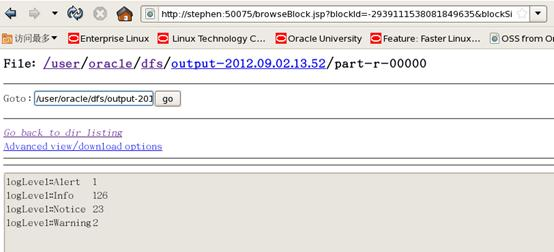 http://stephen:50075/browseBlock.jsp?blockId=-2939111538081849635&blockSi
访问最多 Enterprise Linux Linux Technology C... Oracle University Feature: Faster Linux ... OSS from Or
File: /user/oracle/dfs/output-2012.09.02.13.52/part-r-00000
Goto: /user/oracle/dfs/output-201 go
Go back to dir listing
Advanced view/download options
logLevel::Alert 1
logLevel::Info 126
logLevel::Notice 23
logLevel::Warning 2